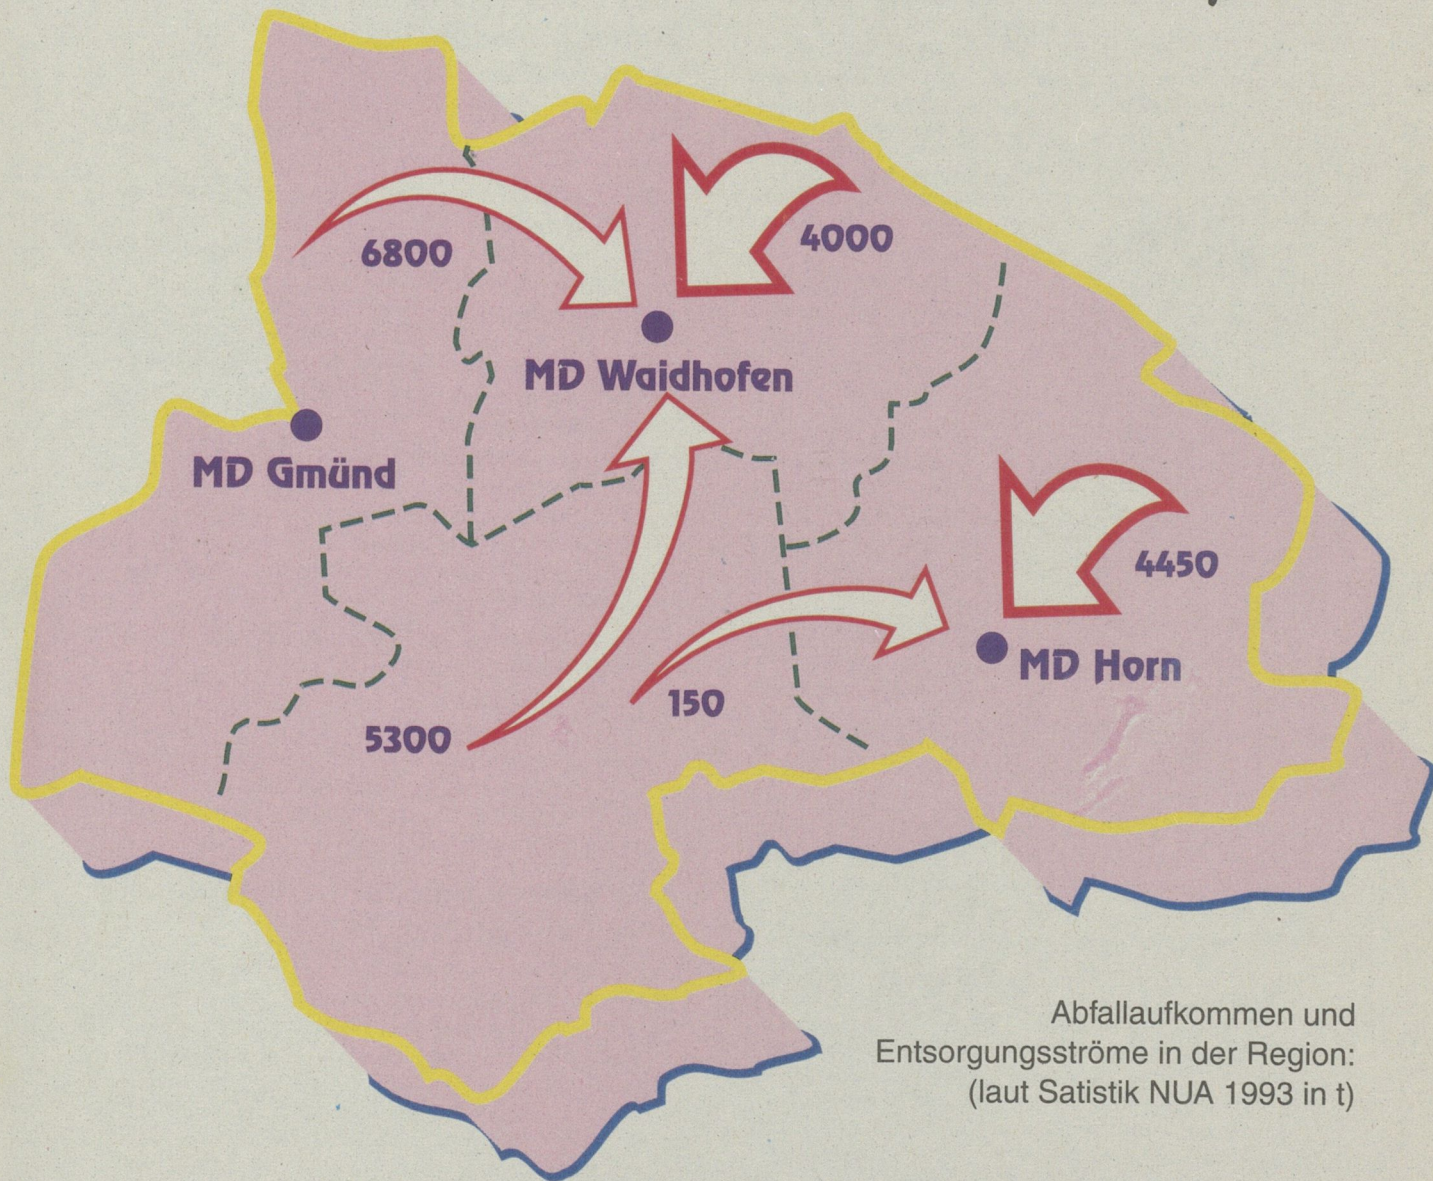 6800
4000
MD Waidhofen
MD Gmünd
4450
MD Horn
150
5300
Abfallaufkommen und
Entsorgungsströme in der Region:
(laut Satistik NUA 1993 in t)